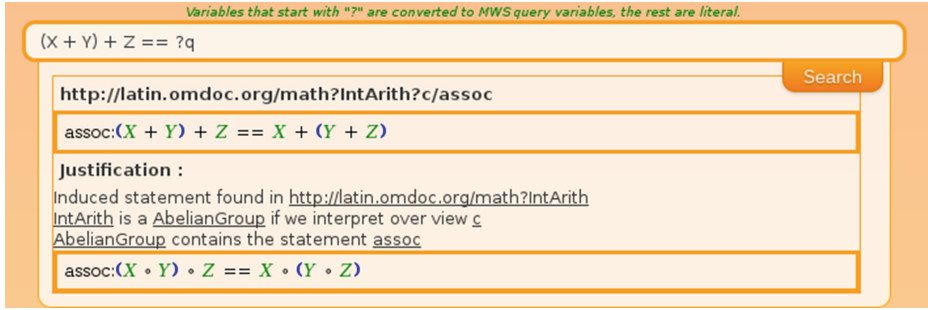 Variables that start with "?" are converted to MWS query variables, the rest are literal.
(X + Y) + Z == ?q
Search
http://latin.omdoc.org/math?IntArith?c/assoc
assoc:(X + Y) + Z == X + (Y + Z)
Justification :
Induced statement found in http://latin.omdoc.org/math?IntArith
IntArith is a AbelianGroup if we interpret over view c
AbelianGroup contains the statement assoc
assoc:(X ∘ Y) ∘ Z == X ∘ (Y ∘ Z)